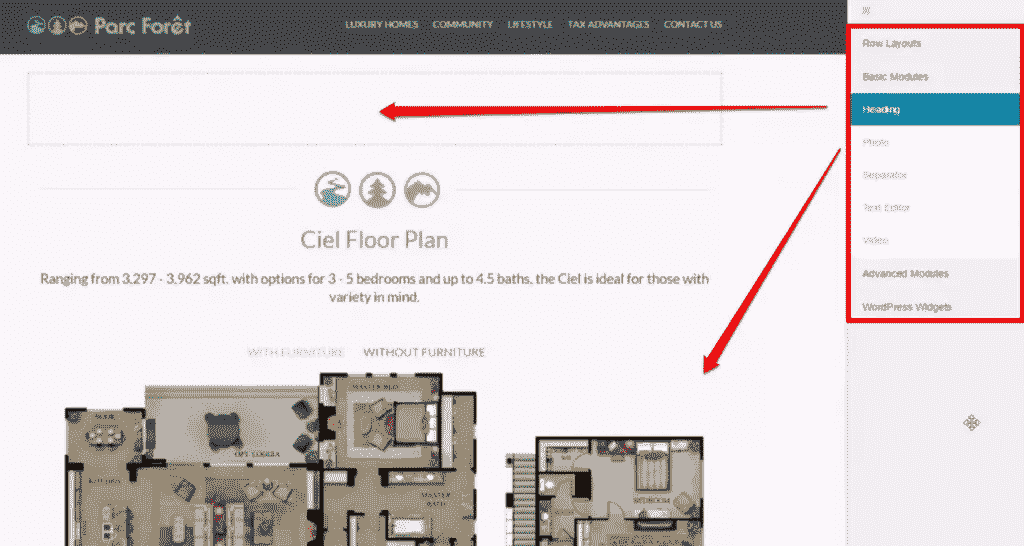 Parc Forêt
LUXURY HOMES COMMUNITY LIFESTYLE TAX ADVANTAGES CONTACT US
Row Layouts
Basic Modules
Heading
Photo
Separator
Text Editor
Video
Advanced Modules
WordPress Widgets
Ciel Floor Plan
Ranging from 3,297 - 3,962 sqft. with options for 3 - 5 bedrooms and up to 4.5 baths, the Ciel is ideal for those with
variety in mind.
WITH FURNITURE WITHOUT FURNITURE
MASTER BED
OPT. LOGGIA
KITCHEN
MASTER
BATH
BEDROOM